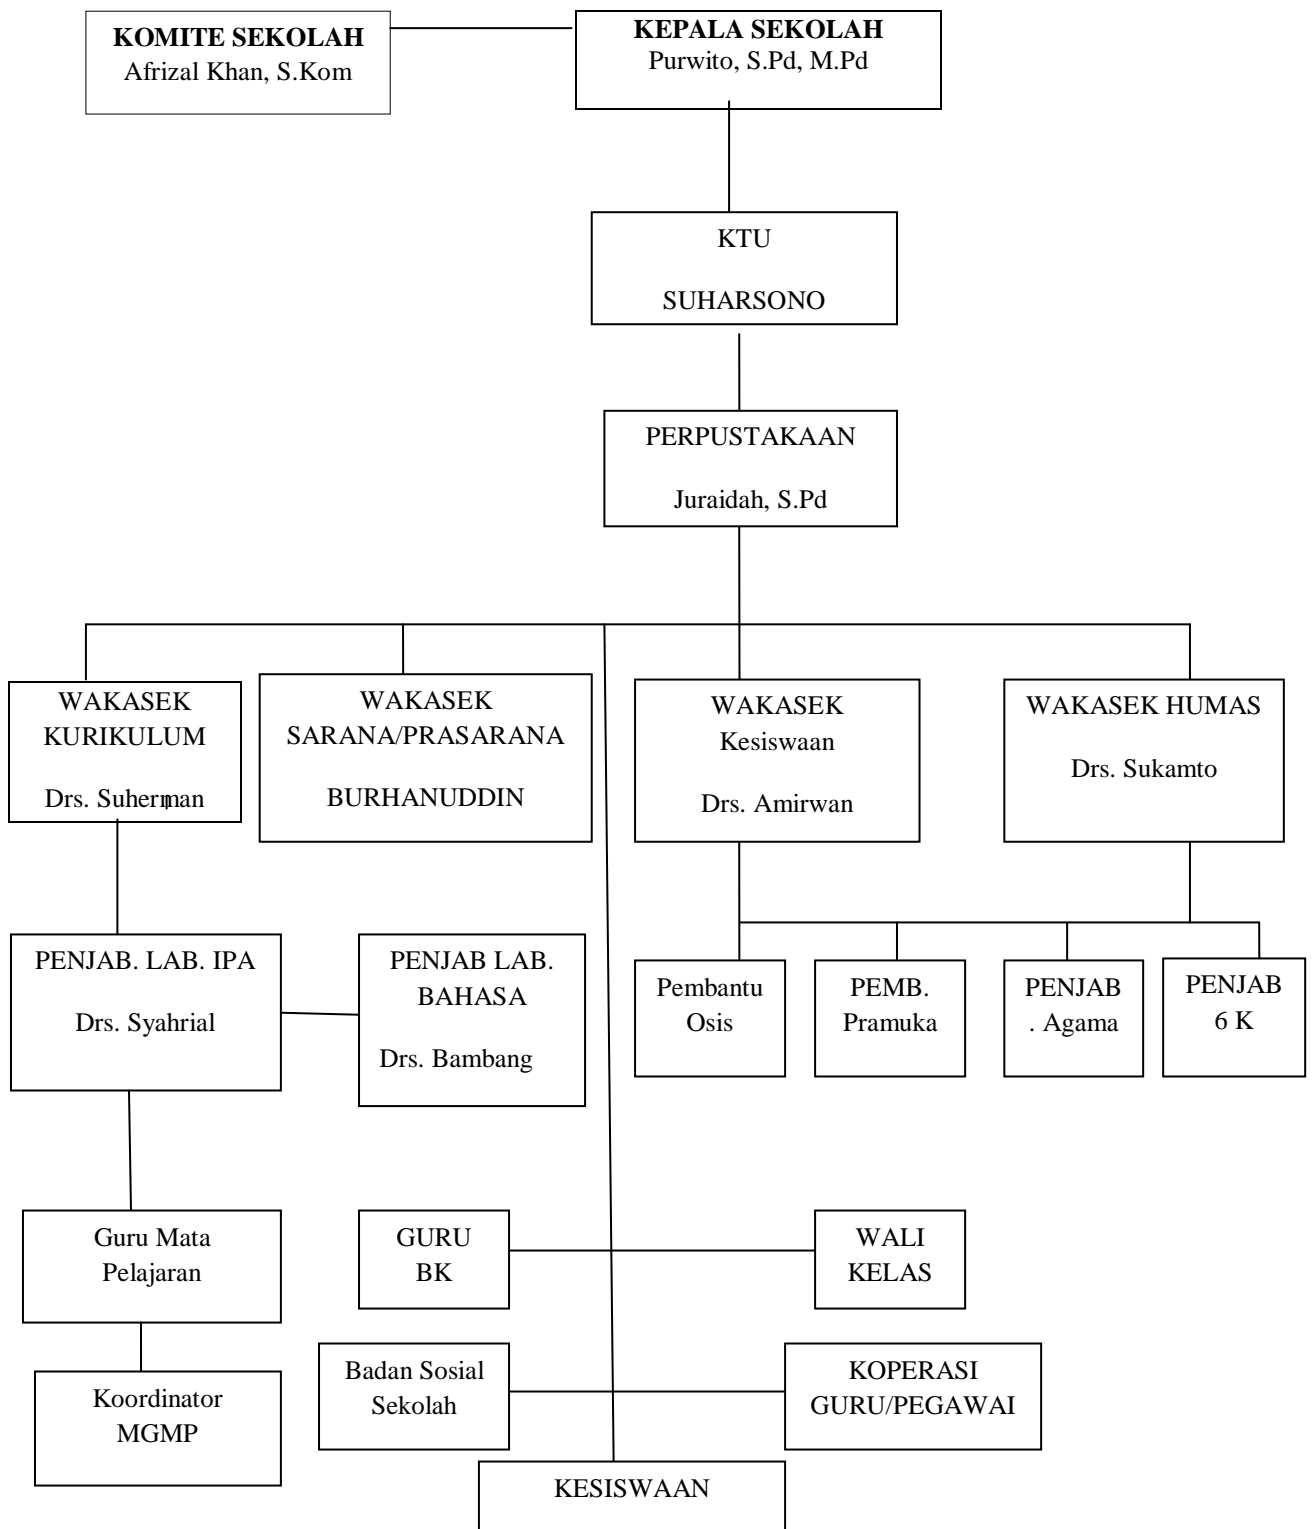 KOMITE SEKOLAH
Afrizal Khan, S.Kom
KEPALA SEKOLAH
Purwito, S.Pd, M.Pd
KTU
SUHARSONO
PERPUSTAKAAN
Juraidah, S.Pd
WAKASEK
KURIKULUM
Drs. Suherman
WAKASEK
SARANA/PRASARANA
BURHANUDDIN
WAKASEK
Kesiswaan
Drs. Amirwan
WAKASEK HUMAS
Drs. Sukamto
PENJAB. LAB. IPA
Drs. Syahrial
PENJAB LAB.
BAHASA
Drs. Bambang
Pembantu
Osis
PEMB.
Pramuka
PENJAB
. Agama
PENJAB
6 K
Guru Mata
Pelajaran
GURU
BK
WALI
KELAS
Koordinator
MGMP
Badan Sosial
Sekolah
KOPERASI
GURU/PEGAWAI
KESISWAAN